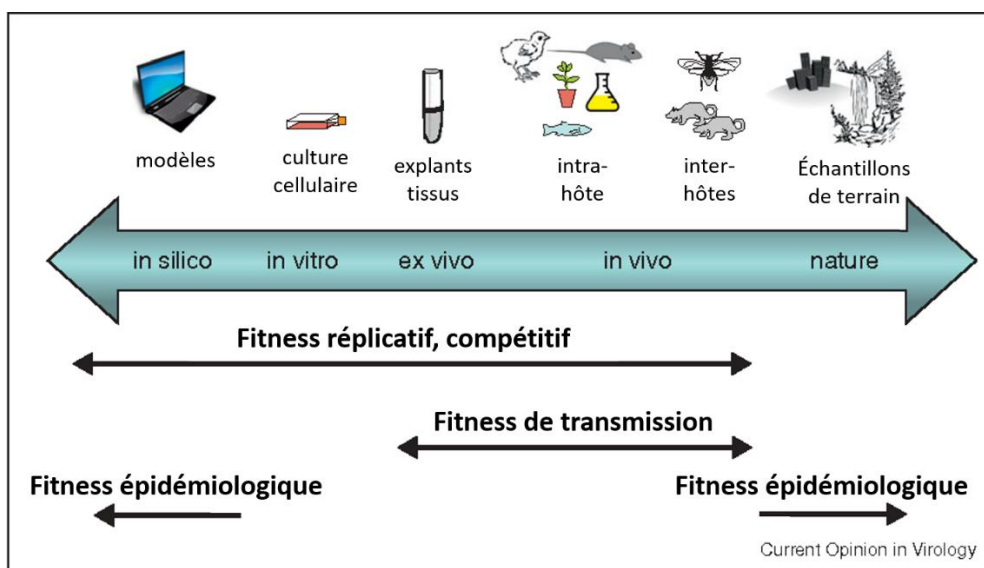 modèles
culture
cellulaire
explants
tissus
intra-
hôte
inter-
hôtes
Échantillons
de terrain
in silico
in vitro
ex vivo
in vivo
nature
Fitness réplicatif, compétitif
Fitness de transmission
Fitness épidémiologique
Fitness épidémiologique
Current Opinion in Virology